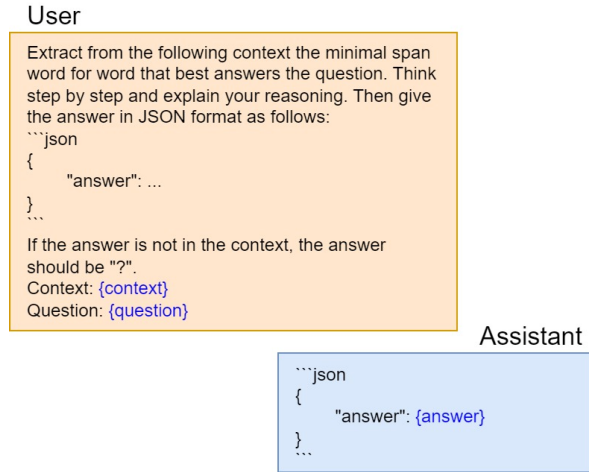 User
Extract from the following context the minimal span
word for word that best answers the question. Think
step by step and explain your reasoning. Then give
the answer in JSON format as follows:
```json
{
"answer": ...
}
```
If the answer is not in the context, the answer
should be "?".
Context: {context}
Question: {question}
Assistant
```json
{
"answer": {answer}
}
```